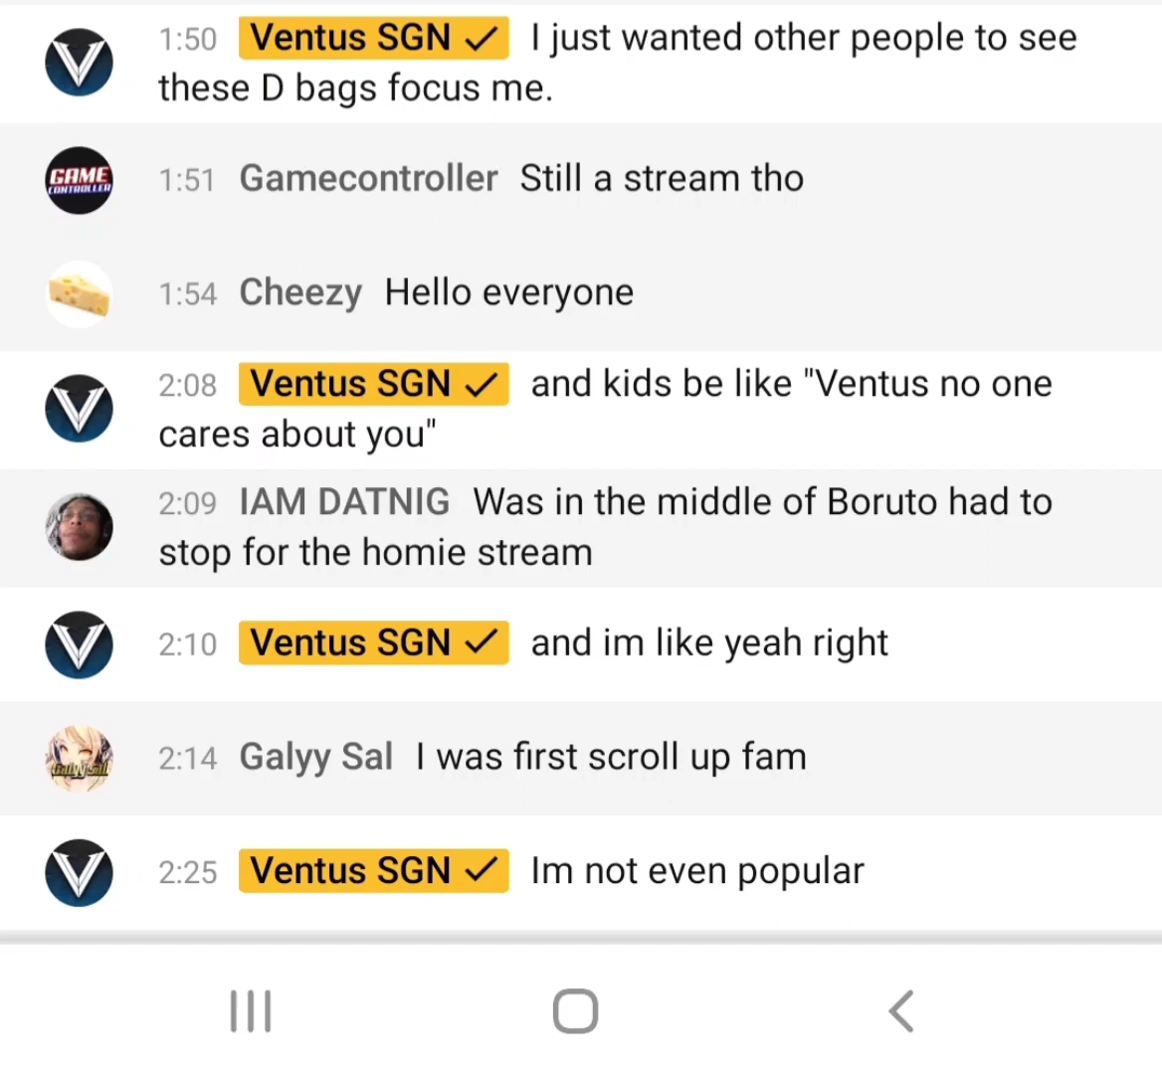 1:50 Ventus SGN ✓ I just wanted other people to see
these D bags focus me.
GAME
CONTROLLER
1:51 Gamecontroller Still a stream tho
1:54 Cheezy Hello everyone
2:08 Ventus SGN ✓ and kids be like "Ventus no one
cares about you"
2:09 IAM DATNIG Was in the middle of Boruto had to
stop for the homie stream
2:10 Ventus SGN ✓ and im like yeah right
2:14 Galyy Sal I was first scroll up fam
2:25 Ventus SGN ✓ Im not even popular